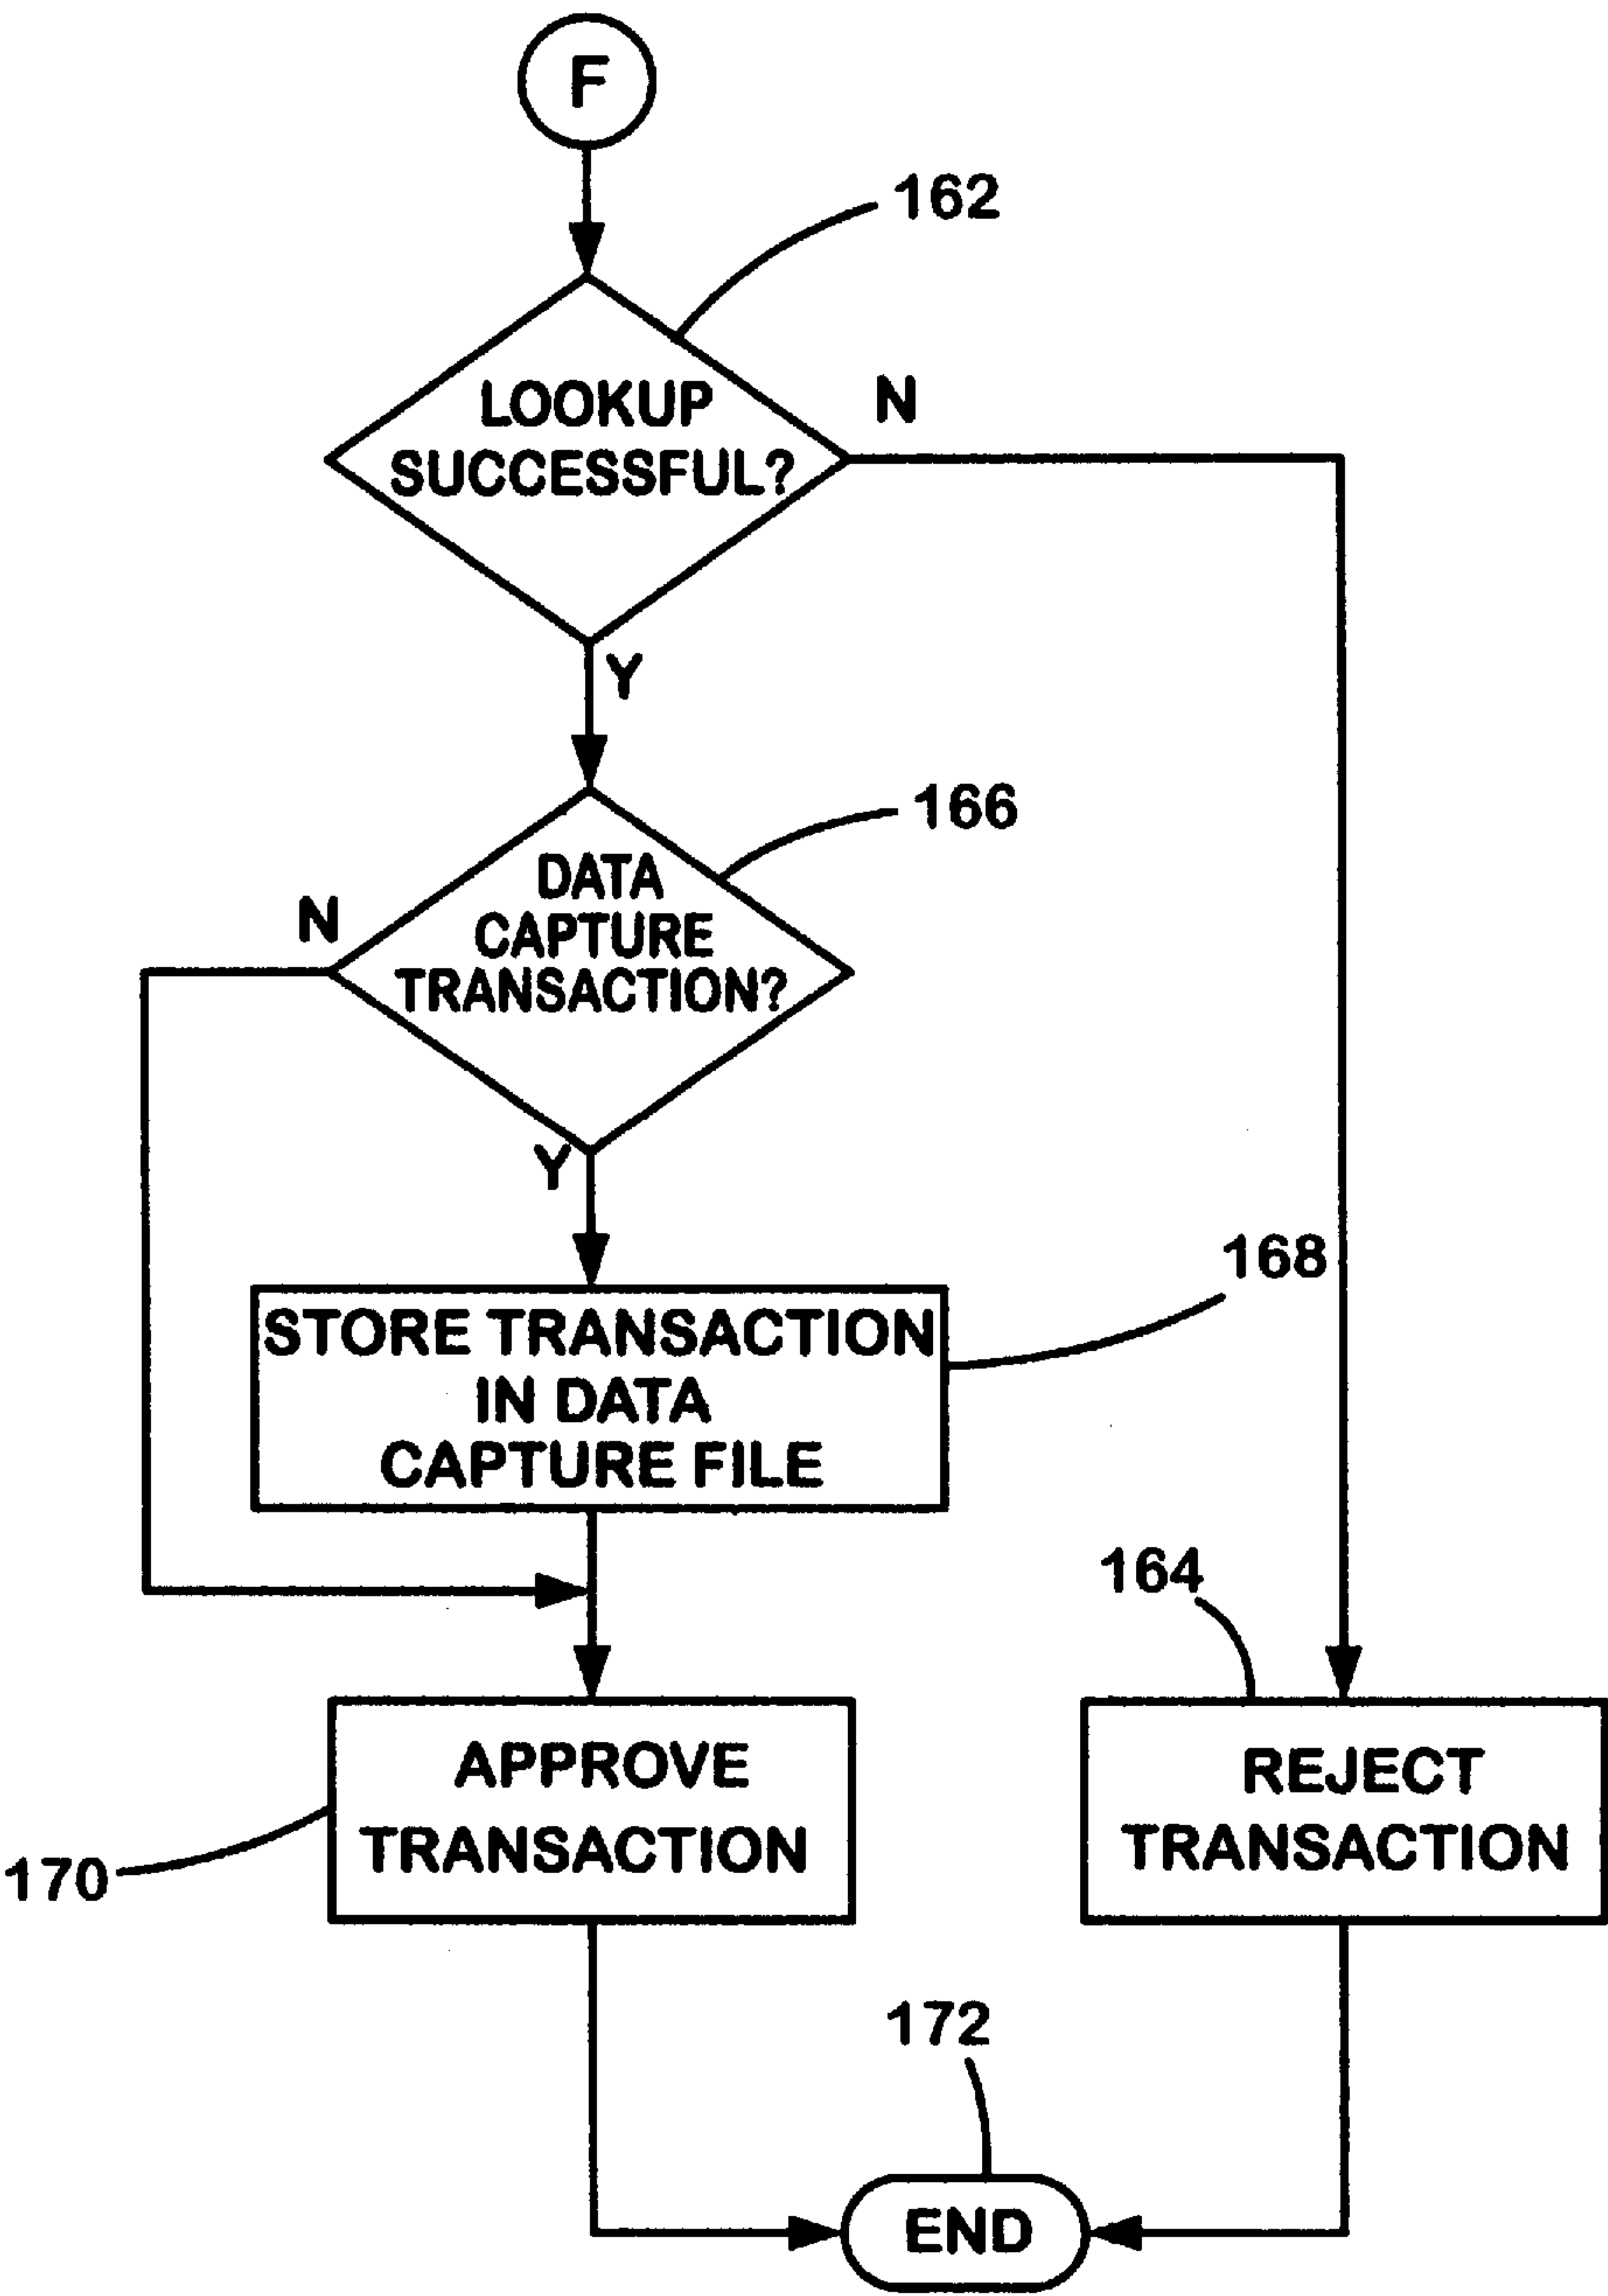 F
162
LOOKUP
SUCCESSFUL?
N
Y
166
DATA
CAPTURE
TRANSACTION?
N
Y
168
STORE TRANSACTION
IN DATA
CAPTURE FILE
164
APPROVE
TRANSACTION
170
REJECT
TRANSACTION
172
END